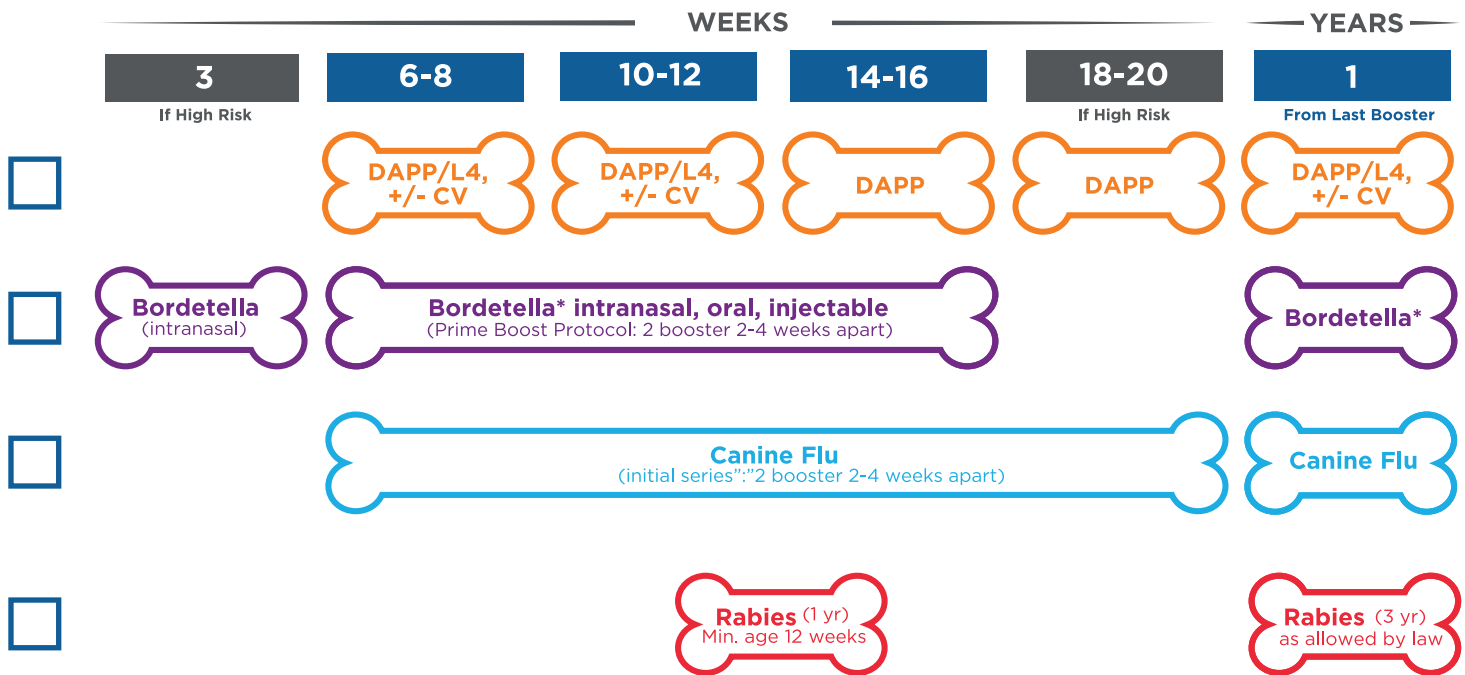 WEEKS
YEARS
3
6-8
10-12
14-16
18-20
1
If High Risk
If High Risk
From Last Booster
DAPP/L4,
+/- CV
DAPP/L4,
+/- CV
DAPP
DAPP
DAPP/L4,
+/- CV
Bordetella
(intranasal)
Bordetella* intranasal, oral, injectable
(Prime Boost Protocol: 2 booster 2-4 weeks apart)
Bordetella*
Canine Flu
(initial series”:”2 booster 2-4 weeks apart)
Canine Flu
Rabies (1 yr)
Min. age 12 weeks
Rabies (3 yr)
as allowed by law